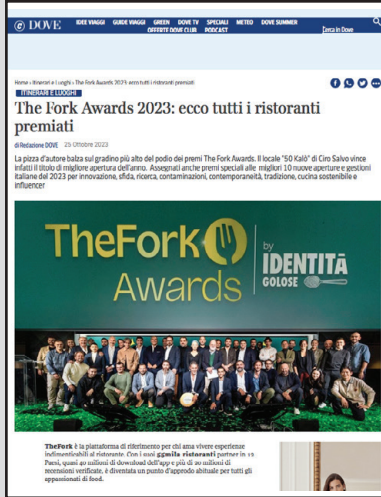 DOVE
IDEE VIAGGI GUIDE VIAGGI GREEN DOVE TV SPECIALI METEO DOVE SUMMER
OFFERTE DOVE CLUB PODCAST
Cerca in Dove
Home › Itinerari e Luoghi › The Fork Awards 2023: ecco tutti i ristoranti premiati
ITINERARI E LUOGHI
The Fork Awards 2023: ecco tutti i ristoranti
premiati
di Redazione DOVE 25 Ottobre 2023
La pizza d'autore balza sul gradino più alto del podio dei premi The Fork Awards. Il locale "50 Kalò" di Ciro Salvo vince
infatti il titolo di migliore apertura dell'anno. Assegnati anche premi speciali alle migliori 10 nuove aperture e gestioni
italiane del 2023 per innovazione, sfida, ricerca, contaminazioni, contemporaneità, tradizione, cucina sostenibile e
influencer
TheFork
Awards
by
IDENTITÀ
GOLOSE
TheFork è la piattaforma di riferimento per chi ama vivere esperienze
indimenticabili al ristorante. Con i suoi 55mila ristoranti partner in 12
Paesi, quasi 40 milioni di download dell'app e più di 20 milioni di
recensioni verificate, è diventata un punto d'approdo abituale per tutti gli
appassionati di food.